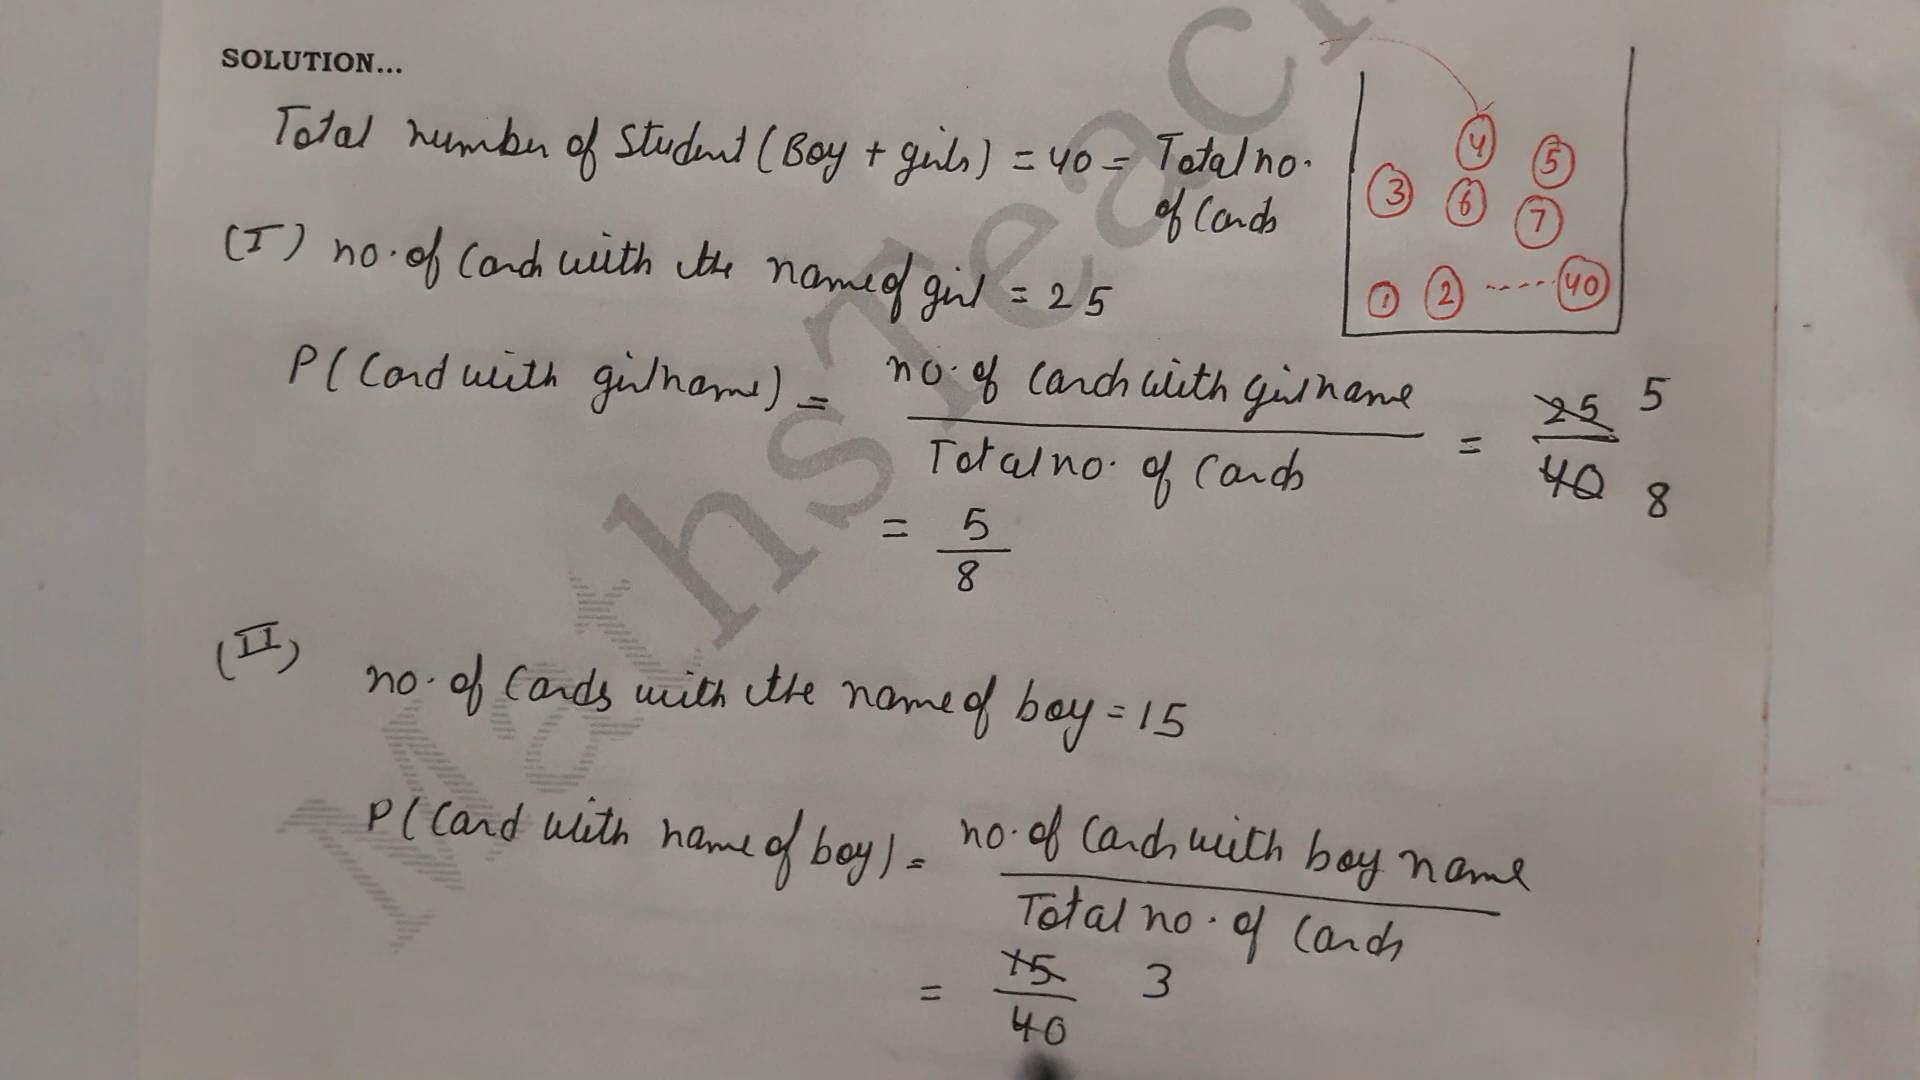 SOLUTION...
Total number of Student (Boy + girls) = 40 = Total no.
of Cards
4
5
3
6
7
1 2 ..... 40
(I) no. of Card with the name of girl = 25
P(Card with girl name) = no. of cards with girl name / Total no. of Cards = 25/40 5 8
= 5/8
(II) no. of Cards with the name of boy = 15
P(Card with name of boy) = no. of Cards with boy name / Total no. of Cards
= 15/40 3
MathsTeach